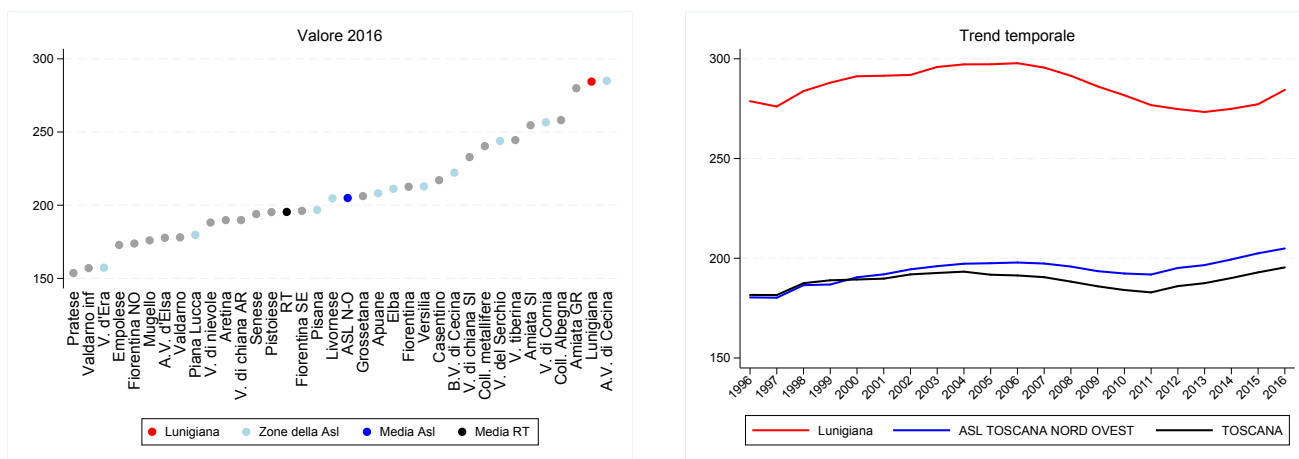 Valore 2016
300
250
200
150
Pratese
Valdarno inf
V. d'Era
Empolese
Fiorentina NO
Mugello
A.V. d'Elsa
Valdarno
Piana Lucca
V. di nievole
Aretina
V. di chiana AR
Senese
Pistoiese
RT
Fiorentina SE
Pisana
Livornese
ASL N-O
Grossetana
Apuane
Elba
Fiorentina
Versilia
Casentino
B.V. di Cecina
V. di chiana SI
Coll. metallifere
V. del Serchio
V. tiberina
Amiata SI
V. di Cornia
Coll. Albegna
Amiata GR
Lunigiana
A.V. di Cecina
Lunigiana
Zone della Asl
Media Asl
Media RT
Trend temporale
300
250
200
150
1996
1997
1998
1999
2000
2001
2002
2003
2004
2005
2006
2007
2008
2009
2010
2011
2012
2013
2014
2015
2016
Lunigiana
ASL TOSCANA NORD OVEST
TOSCANA